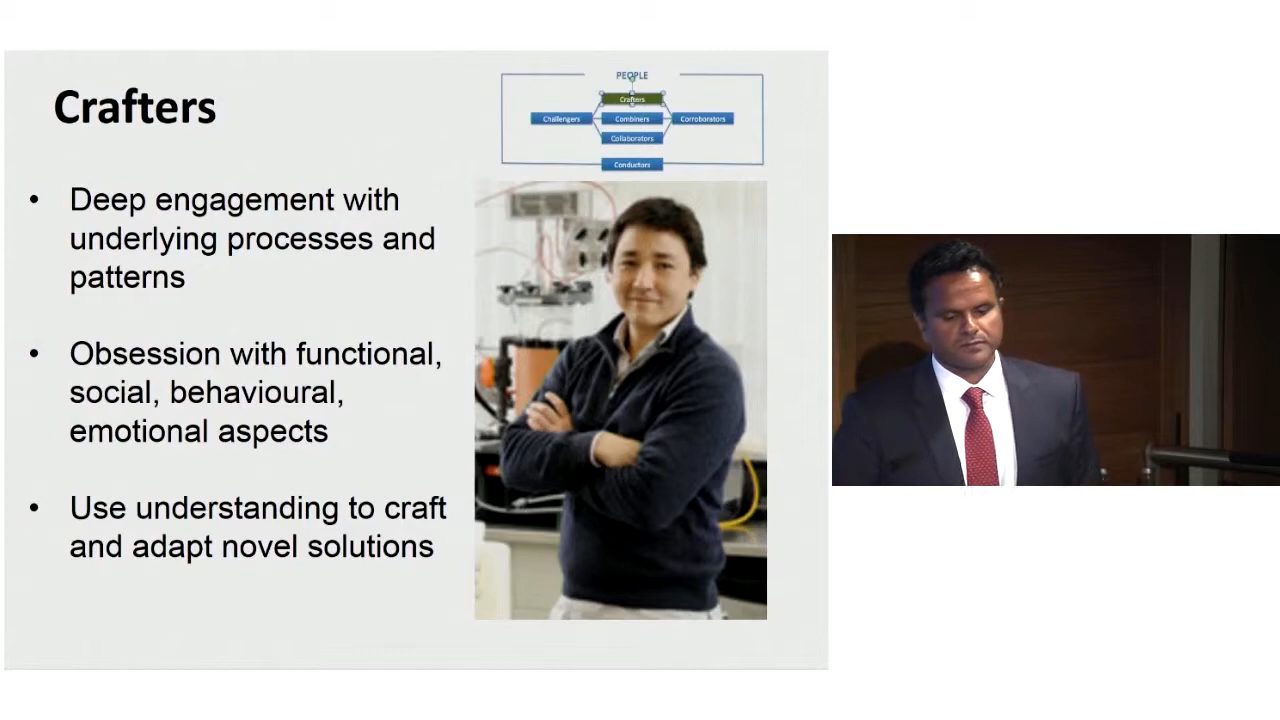 Crafters
PEOPLE
Crafters
Challengers
Combiners
Corroborators
Collaborators
Conductors
• Deep engagement with
underlying processes and
patterns
• Obsession with functional,
social, behavioural,
emotional aspects
• Use understanding to craft
and adapt novel solutions